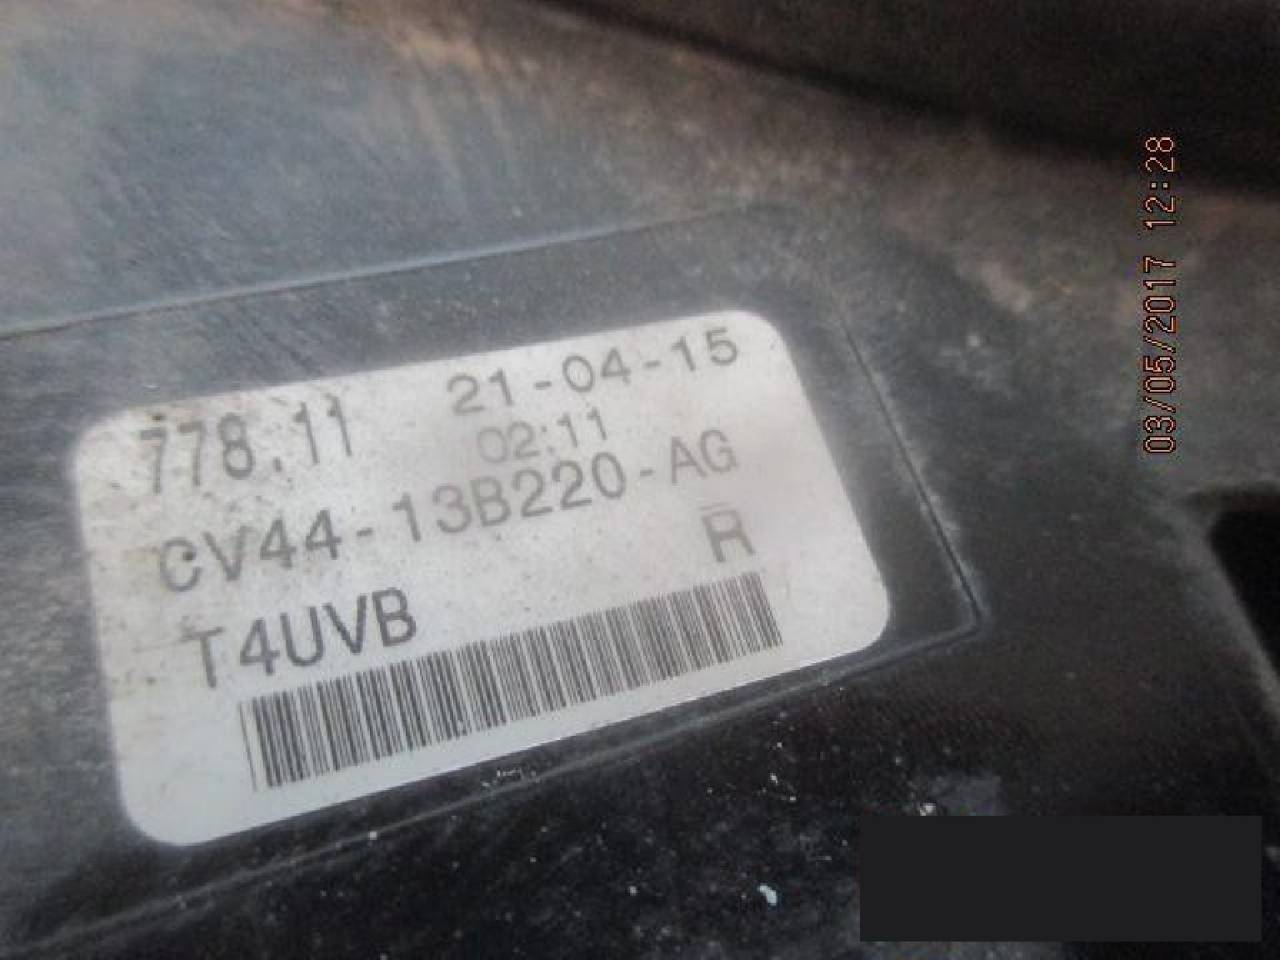 778.11 21-04-15
02:11
CV44-13B220-AG
R
T4UVB
03/05/2017 12:28